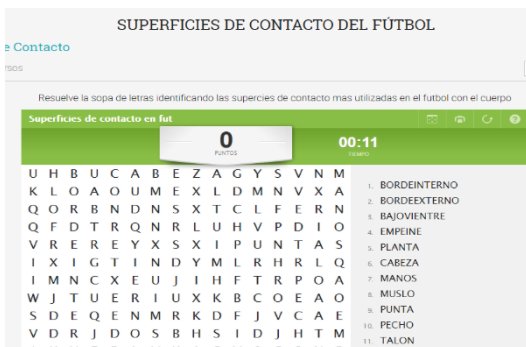 SUPERFICIES DE CONTACTO DEL FÚTBOL
e Contacto
rsos
Resuelve la sopa de letras identificando las supercies de contacto mas utilizadas en el futbol con el cuerpo
Superficies de contacto en fut
0
PUNTOS
00:11
TIEMPO
U H B U C A B E Z A G Y S V N M
K L O A O U M E X L D M N V X A
Q O R B N D N S X T C L F E R N
Q F D T R Q N R L U H V P D I O
V R E R E Y X S X I P U N T A S
I X I G T I N D Y M L R H R L Q
I M N C X E U J I H F T R P O A
W J T U E R I U X K B C O E A O
S D E Q E N M R K D F J V C A E
V D R J D O S B H S I D J H T M
1. BORDEINTERNO
2. BORDEEXTERNO
3. BAJOVIENTRE
4. EMPEINE
5. PLANTA
6. CABEZA
7. MANOS
8. MUSLO
9. PUNTA
10. PECHO
11. TALON